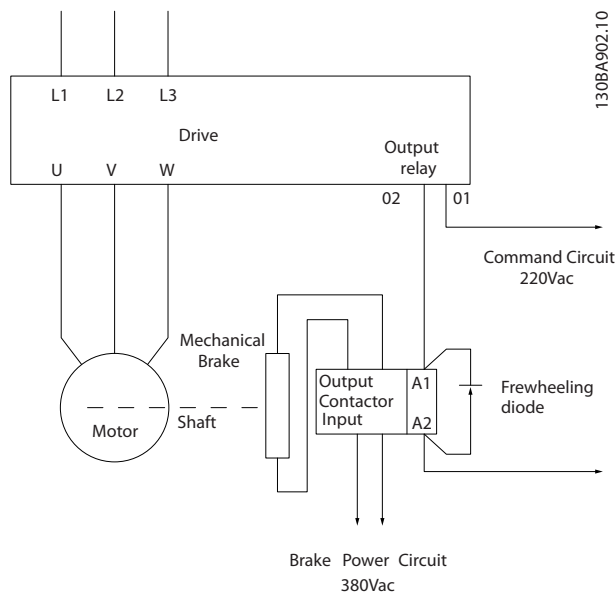 130BA902.10
L1 L2 L3
Drive
Output
relay
U V W
02 01
Command Circuit
220Vac
Mechanical
Brake
Output
Contactor
Input
A1
A2
Frewheeling
diode
Shaft
Motor
Brake Power Circuit
380Vac